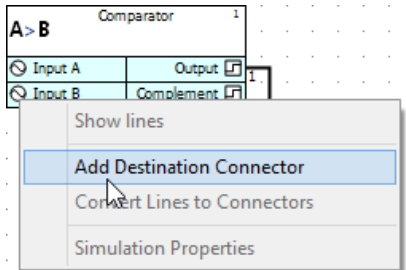 Comparator 1
A>B
Input A Output 1
Input B Complement
Show lines
Add Destination Connector
Convert Lines to Connectors
Simulation Properties